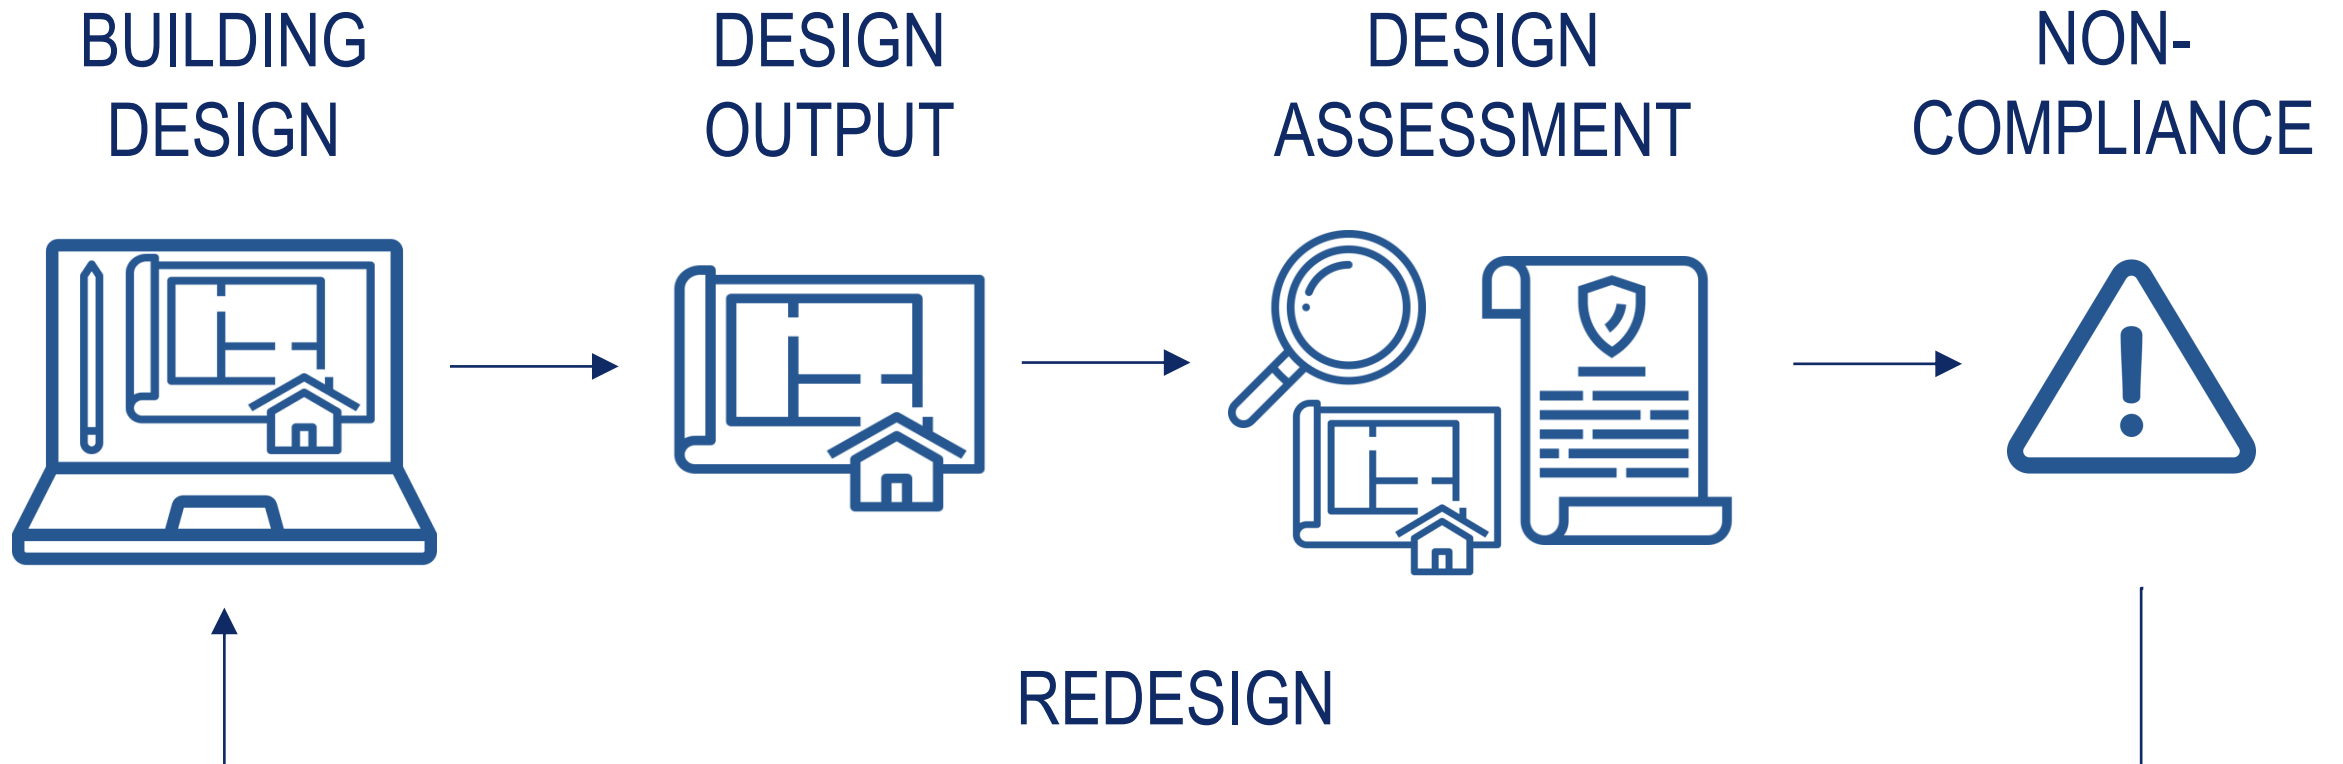 BUILDING
DESIGN
DESIGN
OUTPUT
DESIGN
ASSESSMENT
NON-
COMPLIANCE
REDESIGN